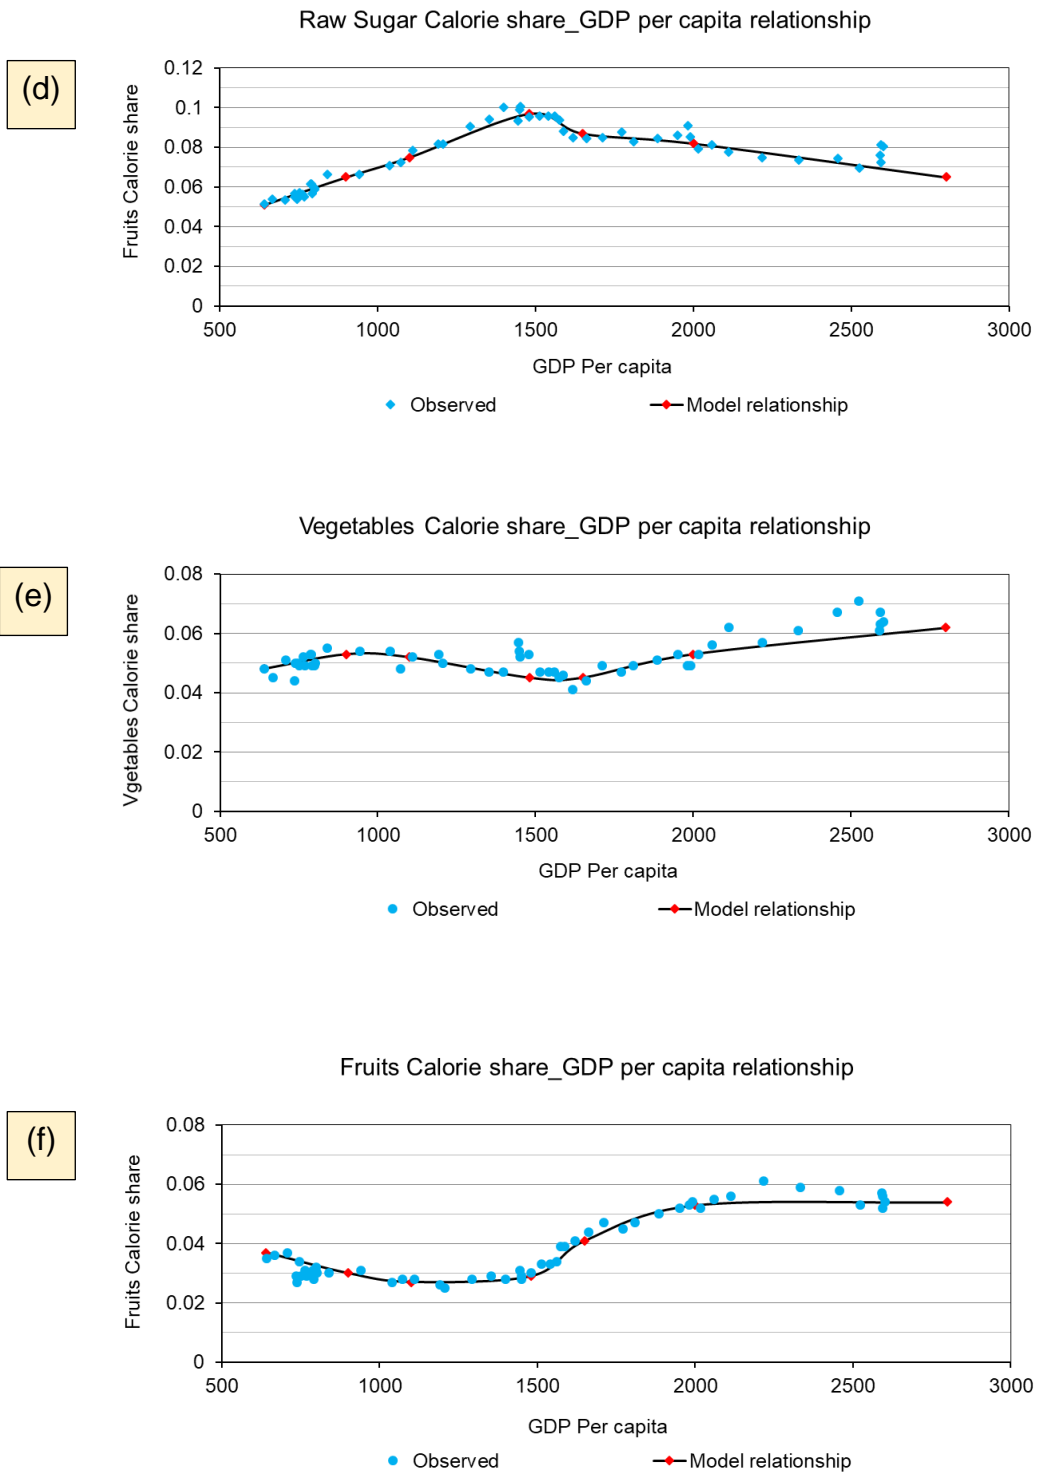 Raw Sugar Calorie share_GDP per capita relationship
(d)
Fruits Calorie share
0.12
0.1
0.08
0.06
0.04
0.02
0
500 1000 1500 2000 2500 3000
GDP Per capita
Observed Model relationship
Vegetables Calorie share_GDP per capita relationship
(e)
Vgetables Calorie share
0.08
0.06
0.04
0.02
0
500 1000 1500 2000 2500 3000
GDP Per capita
Observed Model relationship
Fruits Calorie share_GDP per capita relationship
(f)
Fruits Calorie share
0.08
0.06
0.04
0.02
0
500 1000 1500 2000 2500 3000
GDP Per capita
Observed Model relationship